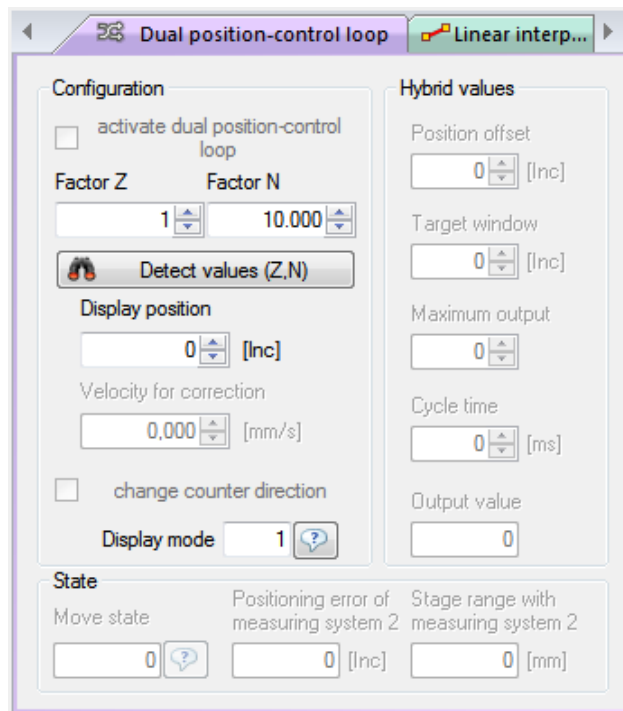 Dual position-control loop
Linear interp...
Configuration
activate dual position-control
loop
Factor Z Factor N
1 10.000
Detect values (Z,N)
Display position
0 [Inc]
Velocity for correction
0,000 [mm/s]
change counter direction
Display mode 1
Hybrid values
Position offset
0 [Inc]
Target window
0 [Inc]
Maximum output
0
Cycle time
0 [ms]
Output value
0
State
Move state
0
Positioning error of
measuring system 2
0 [Inc]
Stage range with
measuring system 2
0 [mm]